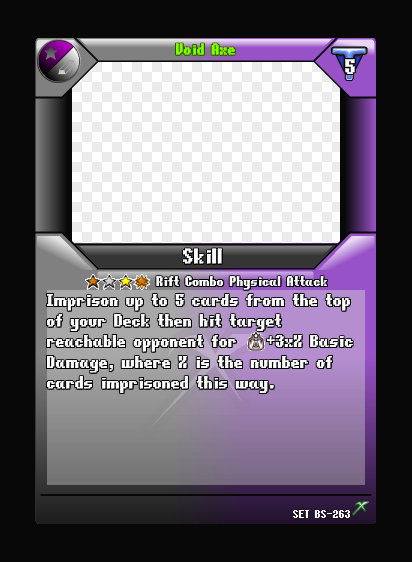 Void Axe
5
Skill
Rift Combo Physical Attack
Imprison up to 5 cards from the top
of your Deck then hit target
reachable opponent for +3xX Basic
Damage, where X is the number of
cards imprisoned this way.
SET BS-263